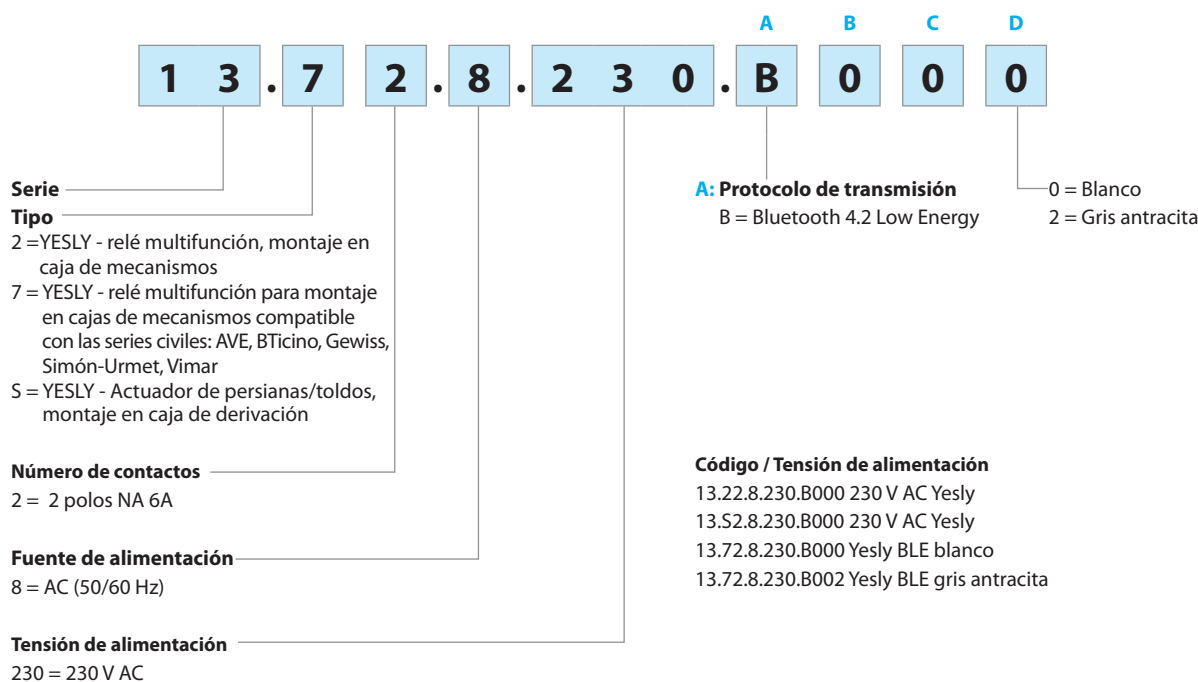 A B C D
1 3 . 7 2 . 8 . 2 3 0 . B 0 0 0
Serie
Tipo
2 =YESLY - relé multifunción, montaje en
caja de mecanismos
7 = YESLY - relé multifunción para montaje
en cajas de mecanismos compatible
con las series civiles: AVE, BTicino, Gewiss,
Simón-Urmet, Vimar
S = YESLY - Actuador de persianas/toldos,
montaje en caja de derivación
Número de contactos
2 = 2 polos NA 6A
Fuente de alimentación
8 = AC (50/60 Hz)
Tensión de alimentación
230 = 230 V AC
A: Protocolo de transmisión
B = Bluetooth 4.2 Low Energy
0 = Blanco
2 = Gris antracita
Código / Tensión de alimentación
13.22.8.230.B000 230 V AC Yesly
13.S2.8.230.B000 230 V AC Yesly
13.72.8.230.B000 Yesly BLE blanco
13.72.8.230.B002 Yesly BLE gris antracita